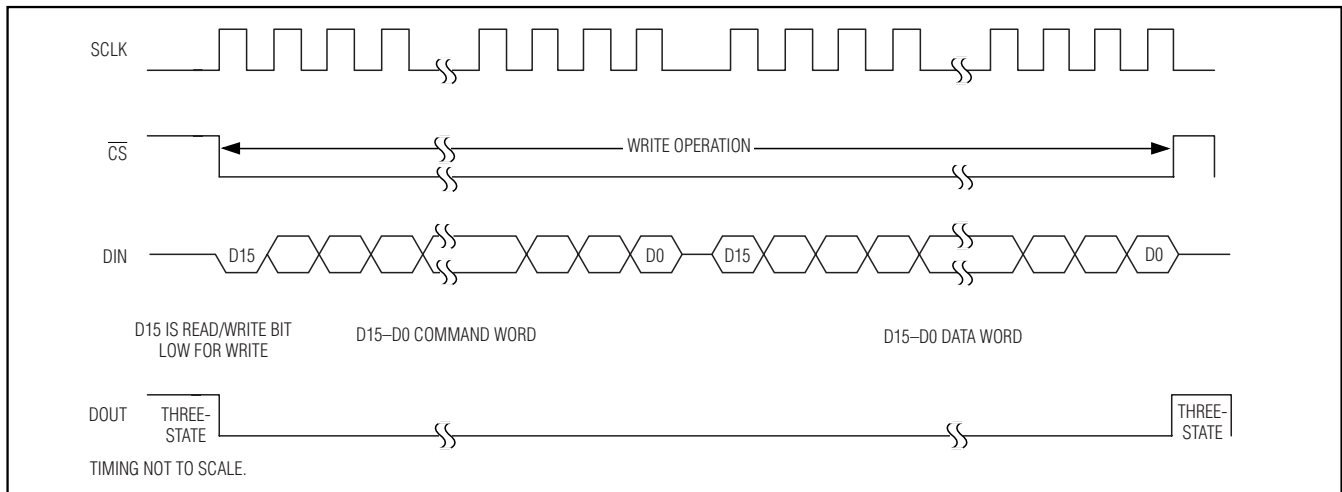 SCLK
CS
WRITE OPERATION
DIN
D15
D0
D15
D0
D15 IS READ/WRITE BIT
LOW FOR WRITE
D15–D0 COMMAND WORD
D15–D0 DATA WORD
DOUT
THREE-
STATE
THREE-
STATE
TIMING NOT TO SCALE.